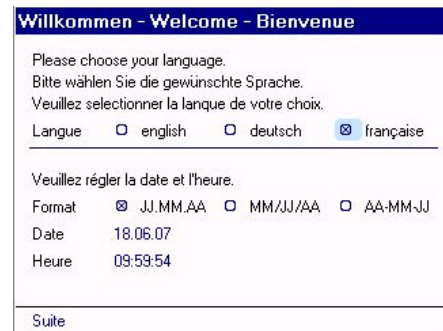 Willkommen - Welcome - Bienvenue
Please choose your language.
Bitte wählen Sie die gewünschte Sprache.
Veuillez selectionner la lanque de votre choix.
Langue english deutsch française
Veuillez régler la date et l'heure.
Format JJ.MM.AA MM/JJ/AA AA-MM-JJ
Date 18.06.07
Heure 09:59:54
Suite